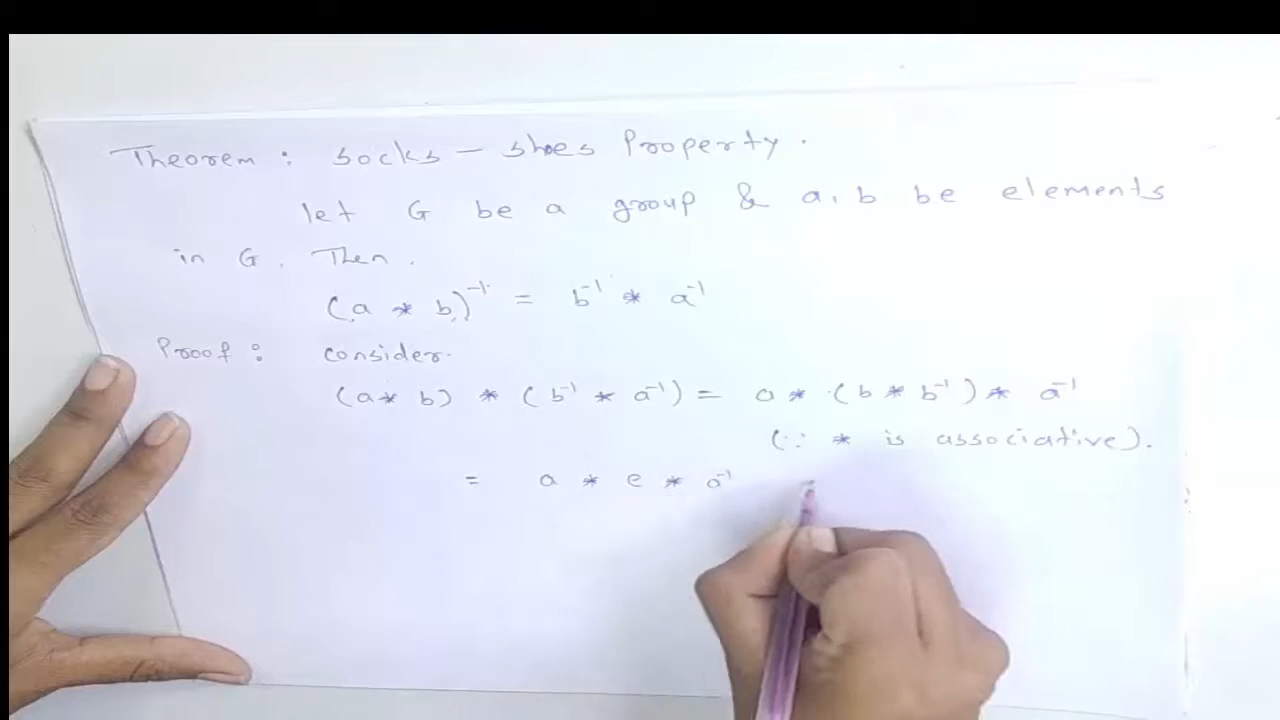 Theorem : Socks - Shoes Property.
let G be a group & a, b be elements
in G. Then.
(a * b)⁻¹ = b⁻¹ * a⁻¹
Proof : consider.
(a * b) * (b⁻¹ * a⁻¹) = a * (b * b⁻¹) * a⁻¹
(∵ * is associative).
= a * e * a⁻¹